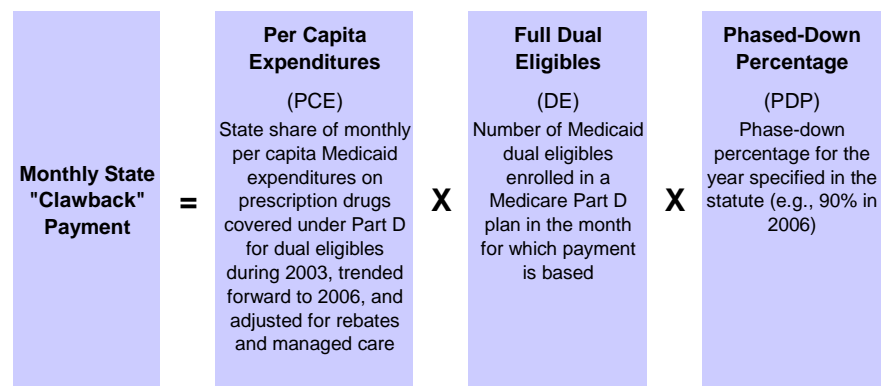 Monthly State
"Clawback"
Payment
=
Per Capita
Expenditures
(PCE)
State share of monthly
per capita Medicaid
expenditures on
prescription drugs
covered under Part D
for dual eligibles
during 2003, trended
forward to 2006, and
adjusted for rebates
and managed care
X
Full Dual
Eligibles
(DE)
Number of Medicaid
dual eligibles
enrolled in a
Medicare Part D
plan in the month
for which payment
is based
X
Phased-Down
Percentage
(PDP)
Phase-down
percentage for the
year specified in the
statute (e.g., 90% in
2006)